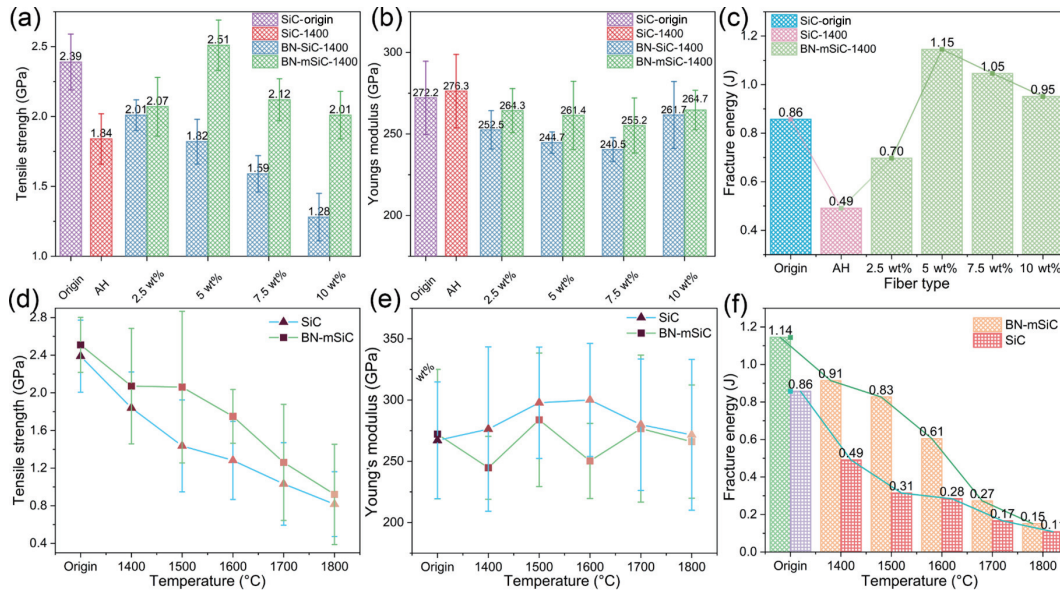 (a)
SiC-origin
SiC-1400
BN-SiC-1400
BN-mSiC-1400
Tensile strength (GPa)
2.5
2.0
1.5
1.0
2.39
1.84
2.01
2.07
1.82
2.51
1.59
2.12
1.28
2.01
Origin
AH
2.5 wt%
5 wt%
7.5 wt%
10 wt%
(b)
SiC-origin
SiC-1400
BN-SiC-1400
BN-mSiC-1400
Youngs modulus (GPa)
300
250
200
272.2
276.3
252.5
264.3
244.7
261.4
240.5
255.2
261.7
264.7
Origin
AH
2.5 wt%
5 wt%
7.5 wt%
10 wt%
(c)
SiC-origin
SiC-1400
BN-mSiC-1400
Fracture energy (J)
1.2
1.0
0.8
0.6
0.4
0.86
0.49
0.70
1.15
1.05
0.95
Origin
AH
2.5 wt%
5 wt%
7.5 wt%
10 wt%
Fiber type
(d)
SiC
BN-mSiC
Tensile strength (GPa)
2.8
2.4
2.0
1.6
1.2
0.8
0.4
Origin
1400
1500
1600
1700
1800
Temperature (°C)
(e)
SiC
BN-mSiC
wt%
Young's modulus (GPa)
350
300
250
200
Origin
1400
1500
1600
1700
1800
Temperature (°C)
(f)
BN-mSiC
SiC
Fracture energy (J)
1.2
1.0
0.8
0.6
0.4
0.2
0.0
1.14
0.86
0.91
0.49
0.83
0.31
0.61
0.28
0.27
0.17
0.15
0.11
Origin
1400
1500
1600
1700
1800
Temperature (°C)